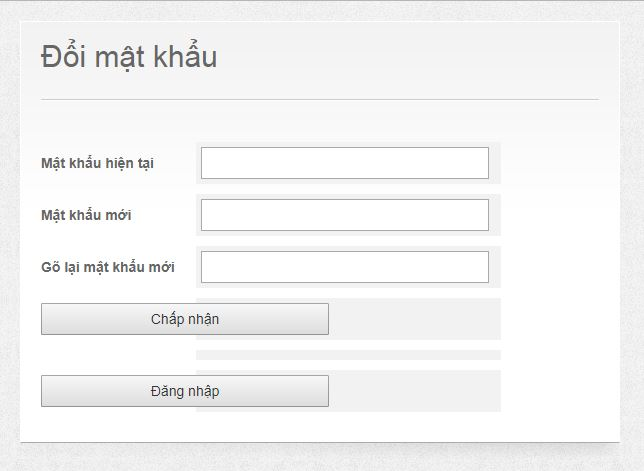 Đổi mật khẩu
Mật khẩu hiện tại
Mật khẩu mới
Gõ lại mật khẩu mới
Chấp nhận
Đăng nhập